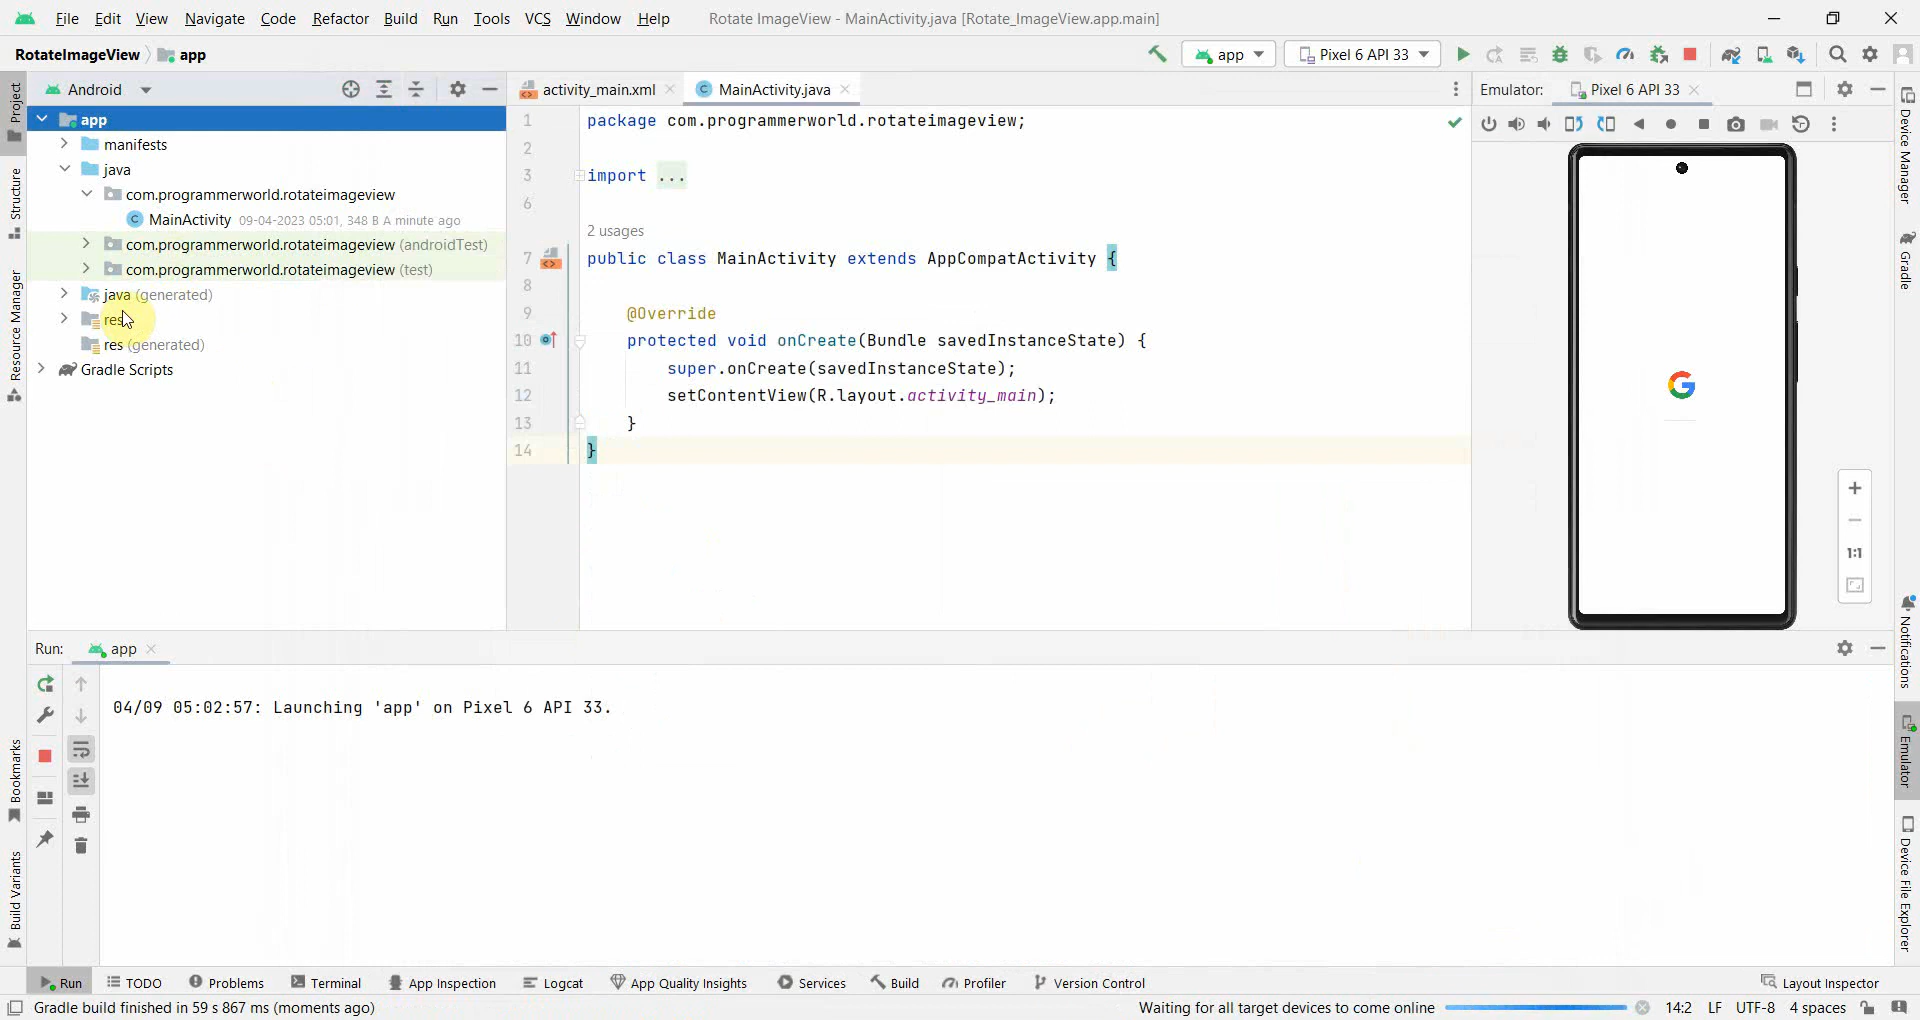 File Edit View Navigate Code Refactor Build Run Tools VCS Window Help Rotate ImageView - MainActivity.java [Rotate_ImageView.app.main]
RotateImageView app app Pixel 6 API 33
Android activity_main.xml MainActivity.java Emulator: Pixel 6 API 33
Project
Structure
Resource Manager
Bookmarks
Build Variants
app
manifests
java
com.programmerworld.rotateimageview
MainActivity 09-04-2023 05:01, 348 B A minute ago
com.programmerworld.rotateimageview (androidTest)
com.programmerworld.rotateimageview (test)
java (generated)
res
res (generated)
Gradle Scripts
1 package com.programmerworld.rotateimageview;
2
3 import ...
6
2 usages
7 public class MainActivity extends AppCompatActivity {
8
9 @Override
10 protected void onCreate(Bundle savedInstanceState) {
11 super.onCreate(savedInstanceState);
12 setContentView(R.layout.activity_main);
13 }
14 }
G
+
−
1:1
Device Manager
Gradle
Notifications
Emulator
Device File Explorer
Run: app
04/09 05:02:57: Launching 'app' on Pixel 6 API 33.
Run TODO Problems Terminal App Inspection Logcat App Quality Insights Services Build Profiler Version Control Layout Inspector
Gradle build finished in 59 s 867 ms (moments ago) Waiting for all target devices to come online 14:2 LF UTF-8 4 spaces